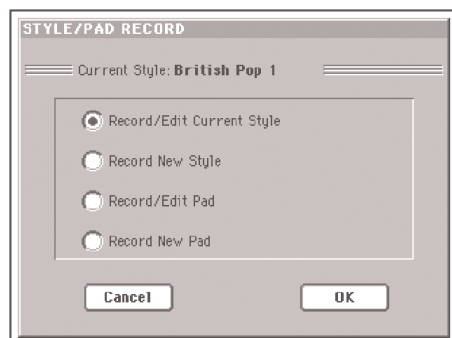 STYLE/PAD RECORD
Current Style: British Pop 1
Record/Edit Current Style
Record New Style
Record/Edit Pad
Record New Pad
Cancel OK